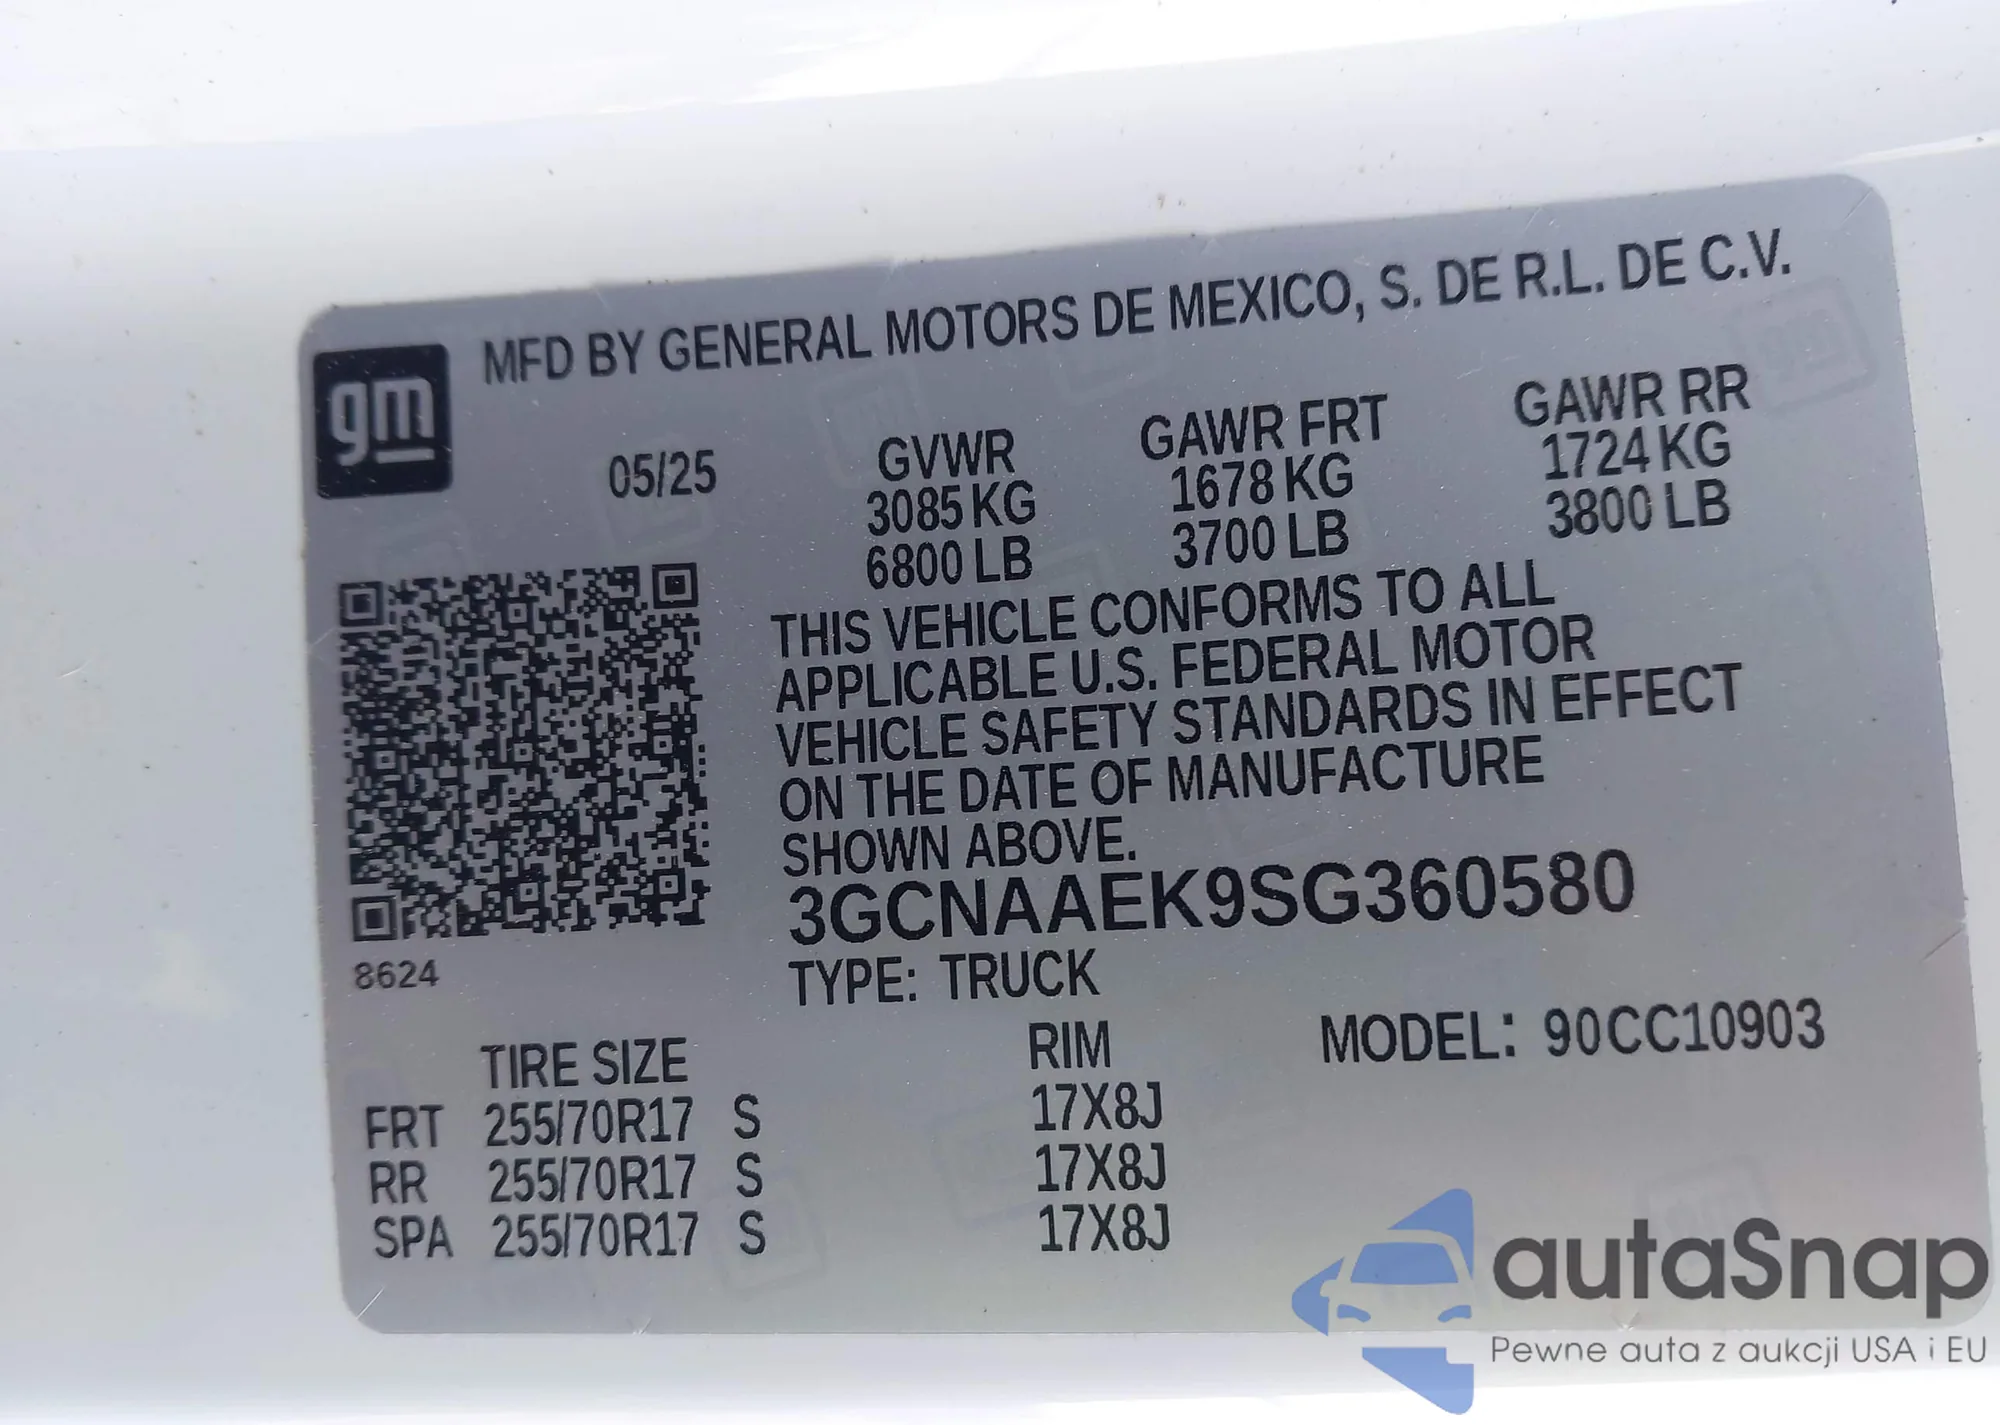 MFD BY GENERAL MOTORS DE MEXICO, S. DE R.L. DE C.V.
gm
05/25
GVWR
3085 KG
6800 LB
GAWR FRT
1678 KG
3700 LB
GAWR RR
1724 KG
3800 LB
THIS VEHICLE CONFORMS TO ALL
APPLICABLE U.S. FEDERAL MOTOR
VEHICLE SAFETY STANDARDS IN EFFECT
ON THE DATE OF MANUFACTURE
SHOWN ABOVE.
3GCNAAEK9SG360580
8624
TYPE: TRUCK
MODEL: 90CC10903
TIRE SIZE RIM
FRT 255/70R17 S 17X8J
RR 255/70R17 S 17X8J
SPA 255/70R17 S 17X8J
autaSnap
Pewne auta z aukcji USA i EU